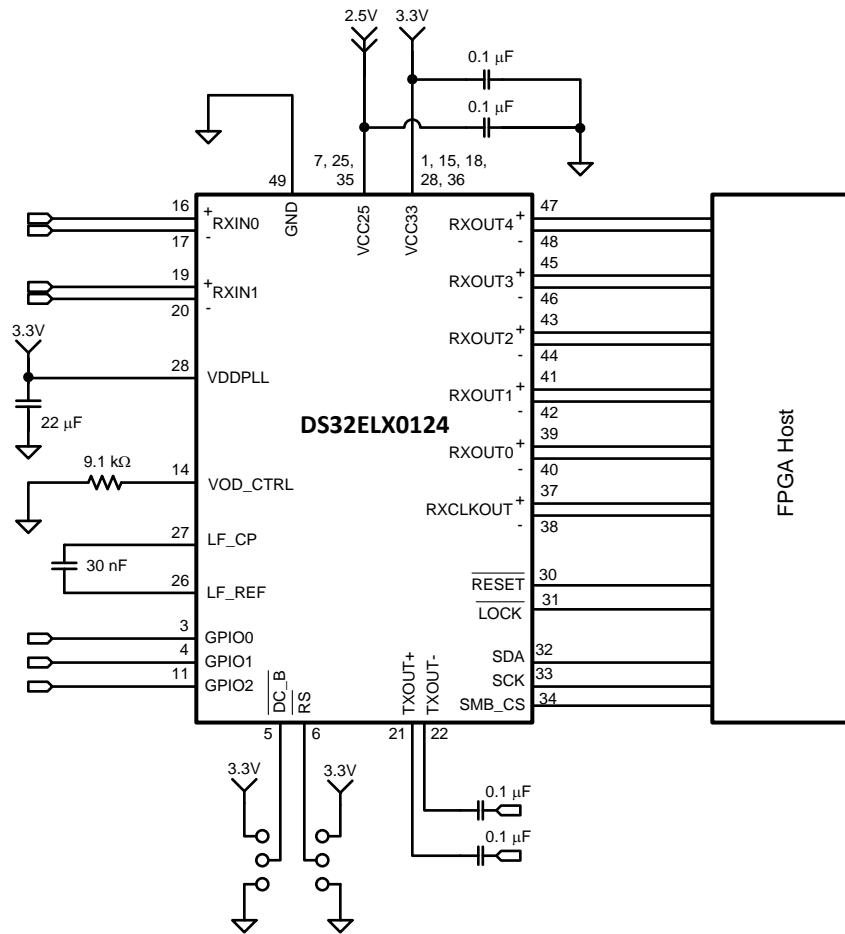 2.5V 3.3V
0.1 μF
0.1 μF
7, 25,
35
1, 15, 18,
28, 36
49
GND
VCC25
VCC33
16
+
RXIN0
-
17
19
+
RXIN1
-
20
3.3V
28
VDDPLL
22 μF
9.1 kΩ
14
VOD_CTRL
27
LF_CP
30 nF
26
LF_REF
3
GPIO0
4
GPIO1
11
GPIO2
DS32ELX0124
47
RXOUT4 +
-
48
45
RXOUT3 +
-
46
43
RXOUT2 +
-
44
41
RXOUT1 +
-
42
39
RXOUT0 +
-
40
37
RXCLKOUT +
-
38
RESET
30
LOCK
31
SDA
32
SCK
33
SMB_CS
34
FPGA Host
DC_B
RS
TXOUT+
TXOUT-
5
6
21
22
3.3V
3.3V
0.1 μF
0.1 μF